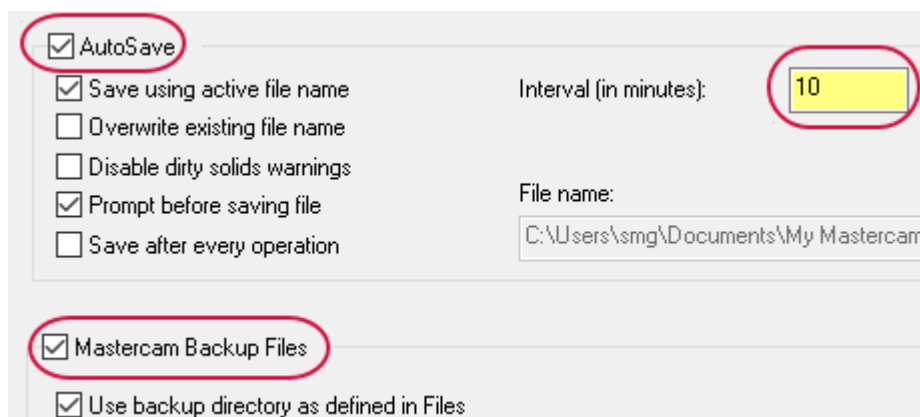 AutoSave
Save using active file name
Interval (in minutes):
10
Overwrite existing file name
Disable dirty solids warnings
Prompt before saving file
File name:
Save after every operation
C:\Users\smg\Documents\My Mastercam
Mastercam Backup Files
Use backup directory as defined in Files